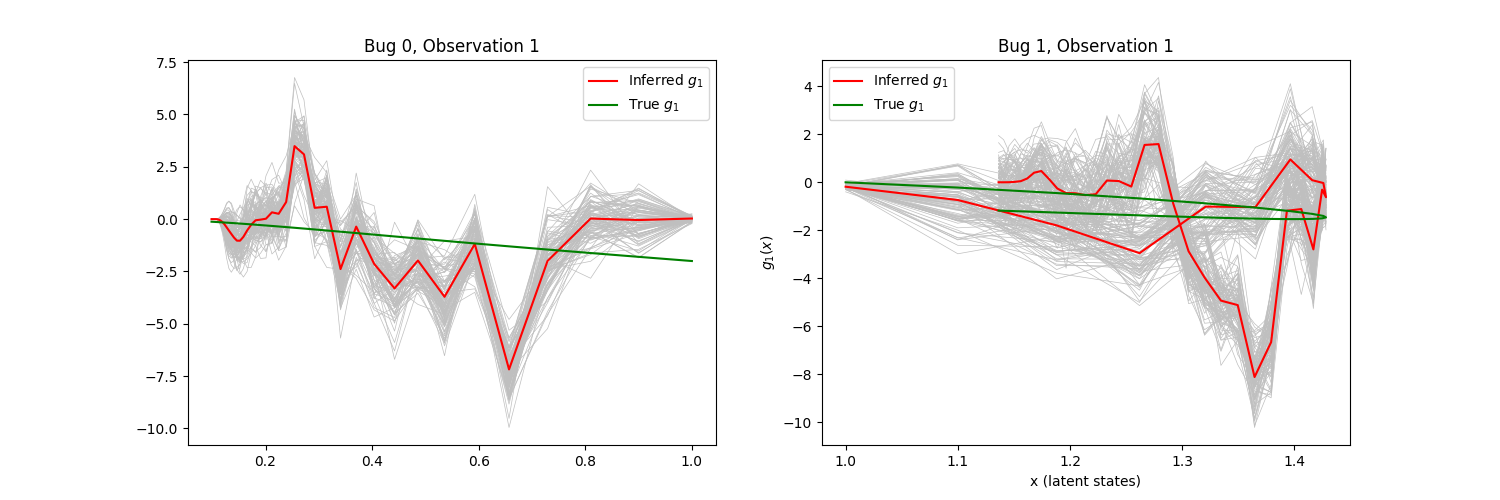 Bug 0, Observation 1
7.5
5.0
2.5
0.0
−2.5
−5.0
−7.5
−10.0
0.2 0.4 0.6 0.8 1.0
Inferred g₁
True g₁
Bug 1, Observation 1
4
2
0
−2
−4
−6
−8
−10
g₁(x)
1.0 1.1 1.2 1.3 1.4
x (latent states)
Inferred g₁
True g₁